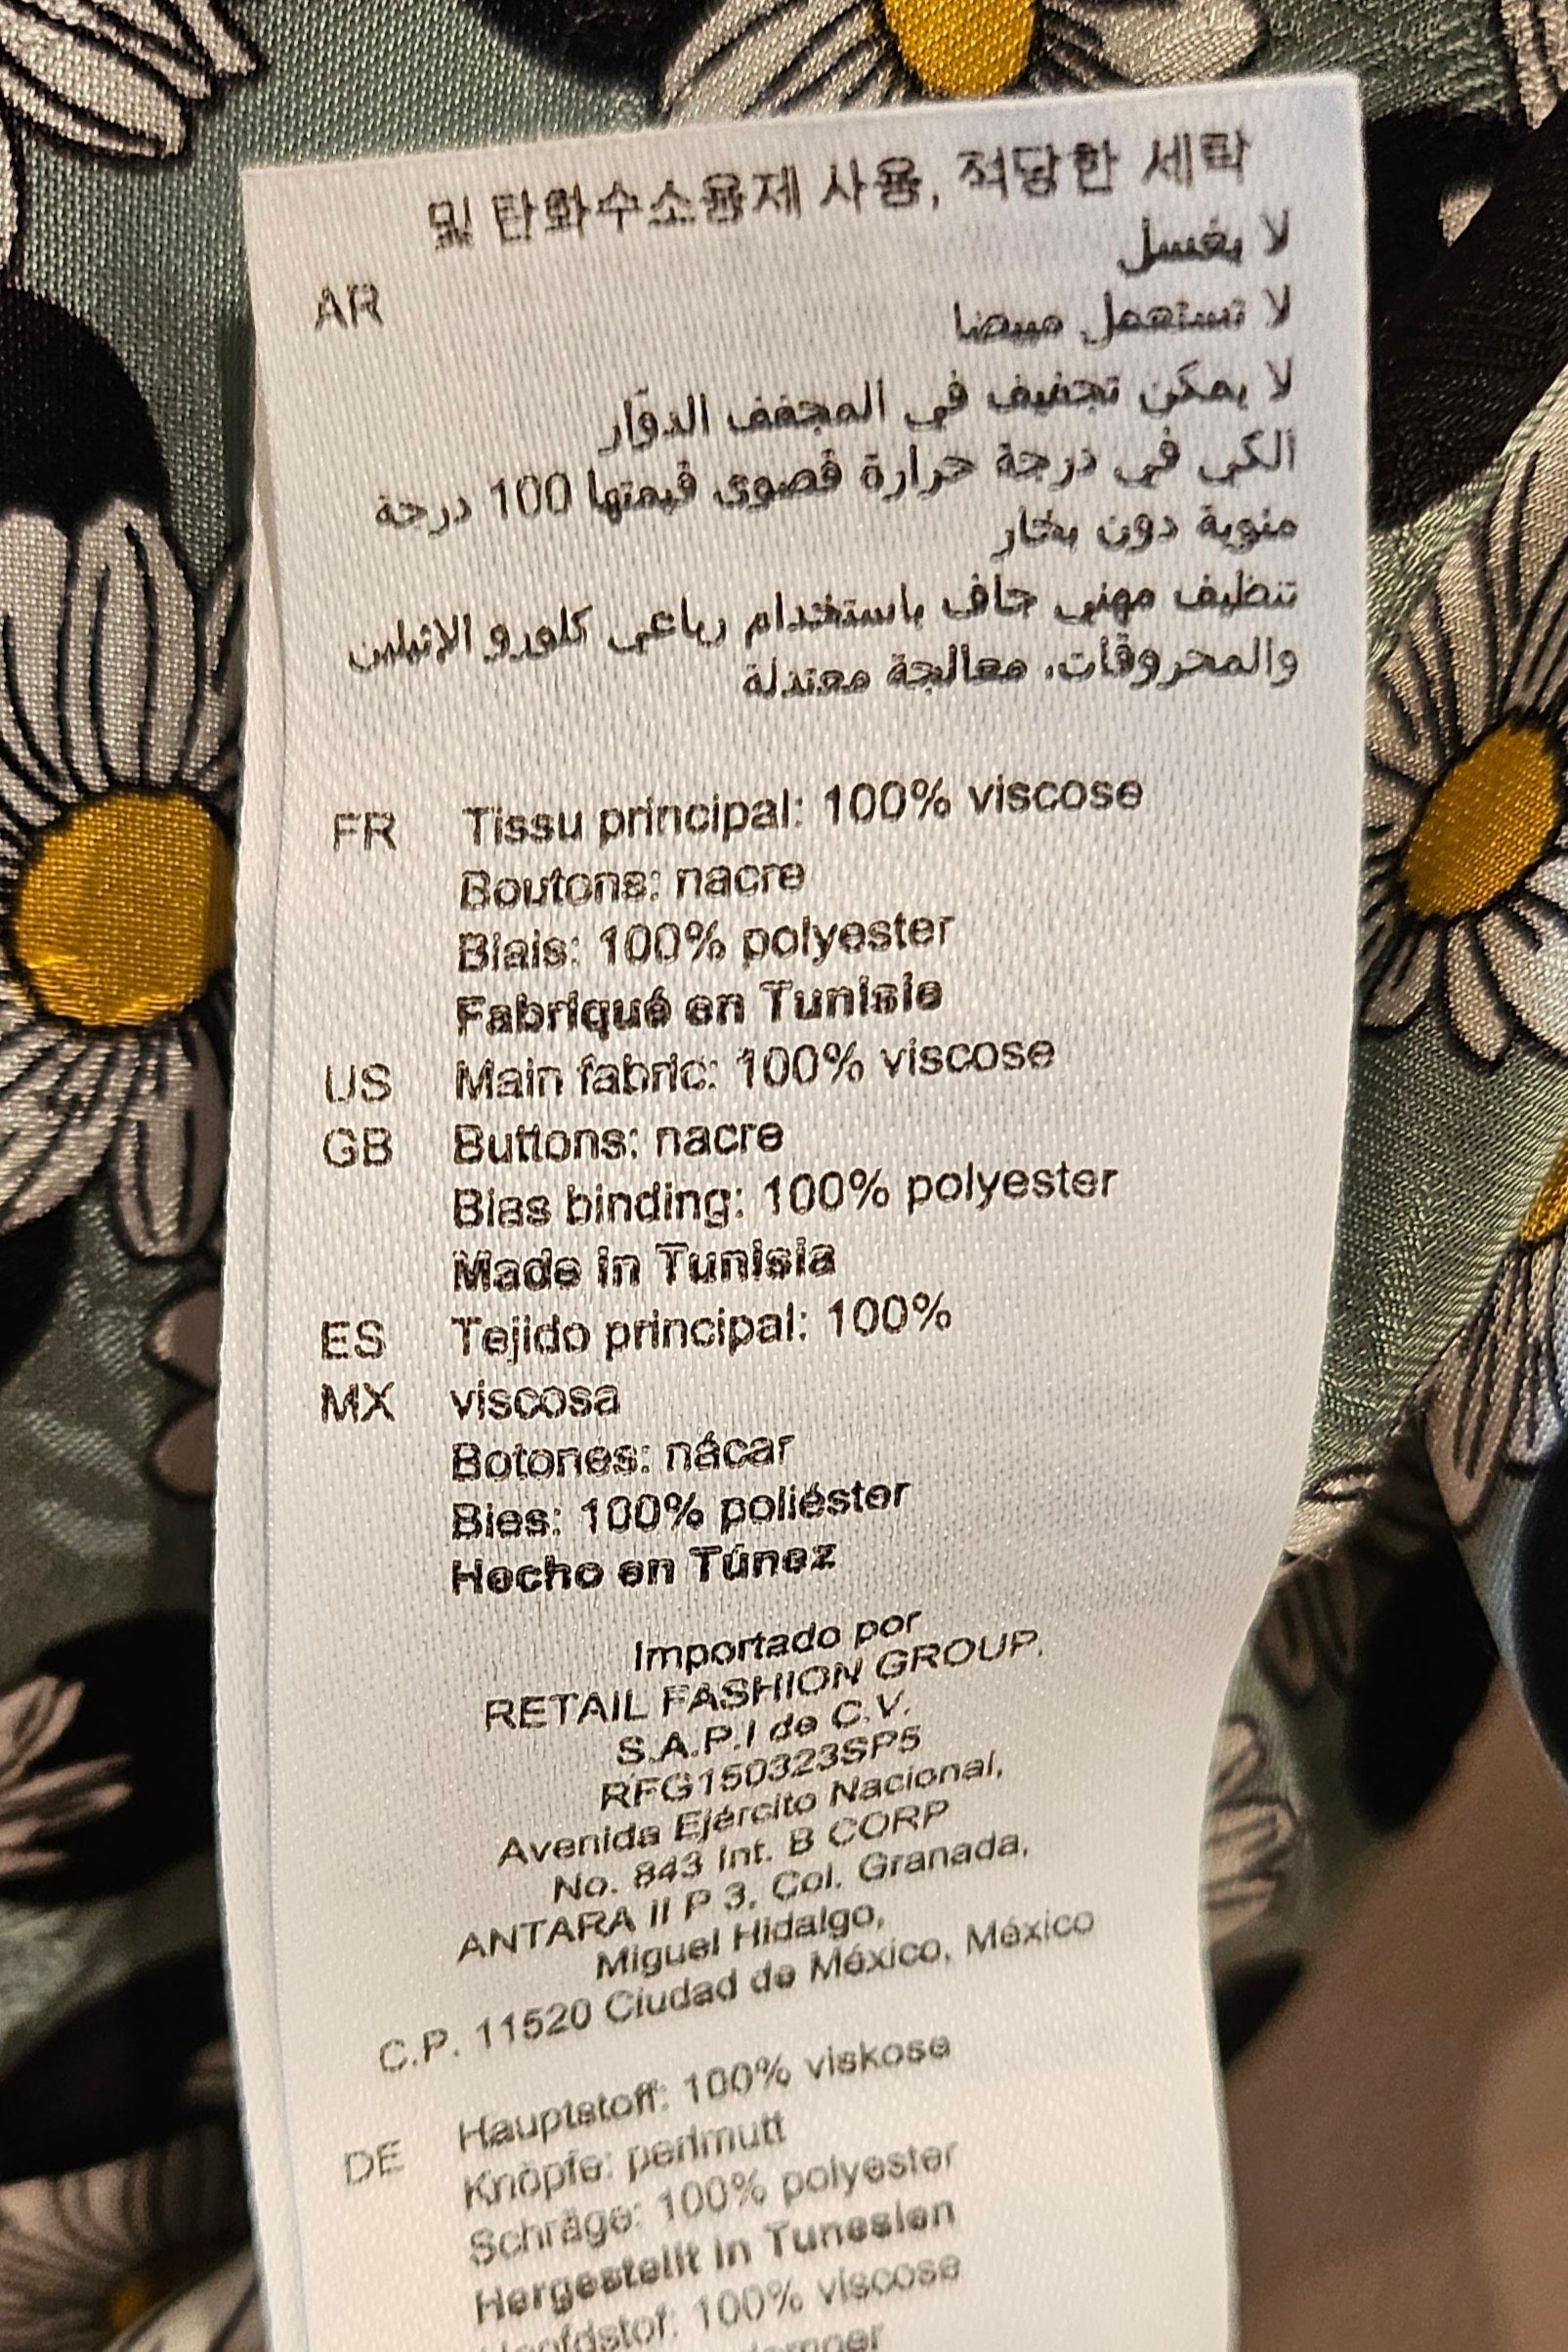 및 탄화수소용제 사용, 적당한 세탁
AR
لا يغسل
لا تستعمل مبيضا
لا يمكن تجفيف في المجفف الدوّار
الكي في درجة حرارة قصوى قيمتها 100 درجة
منوية دون بخار
تنظيف مهني جاف باستخدام رباعي كلورو الاثيلين
والمحروقات، معالجة معتدلة
FR Tissu principal: 100% viscose
Boutons: nacre
Biais: 100% polyester
Fabriqué en Tunisie
US Main fabric: 100% viscose
GB Buttons: nacre
Bias binding: 100% polyester
Made in Tunisia
ES Tejido principal: 100%
MX viscosa
Botones: nácar
Bies: 100% poliéster
Hecho en Túnez
Importado por
RETAIL FASHION GROUP,
S.A.P.I de C.V.
RFG150323SP5
Avenida Ejército Nacional,
No. 843 Int. B CORP
ANTARA II P 3, Col. Granada,
Miguel Hidalgo,
C.P. 11520 Ciudad de México, México
DE Hauptstoff: 100% viskose
Knöpfe: perlmutt
Schräge: 100% polyester
Hergestellt in Tunesien
100% viscose